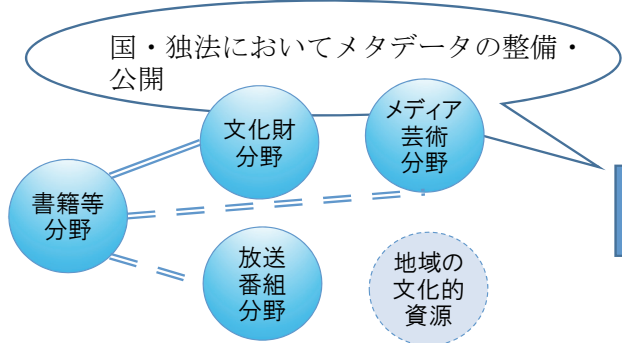 国・独法においてメタデータの整備・
公開
文化財
分野
メディア
芸術
分野
書籍等
分野
放送
番組
分野
地域の
文化的
資源